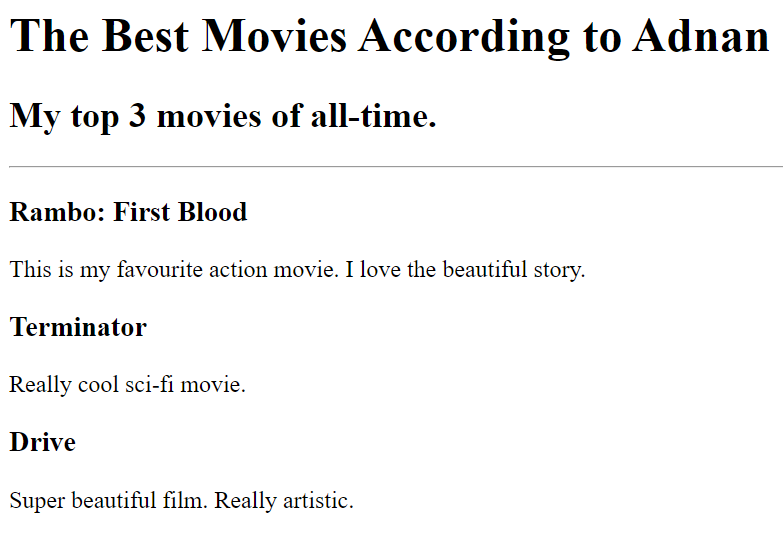 The Best Movies According to Adnan
My top 3 movies of all-time.
Rambo: First Blood
This is my favourite action movie. I love the beautiful story.
Terminator
Really cool sci-fi movie.
Drive
Super beautiful film. Really artistic.